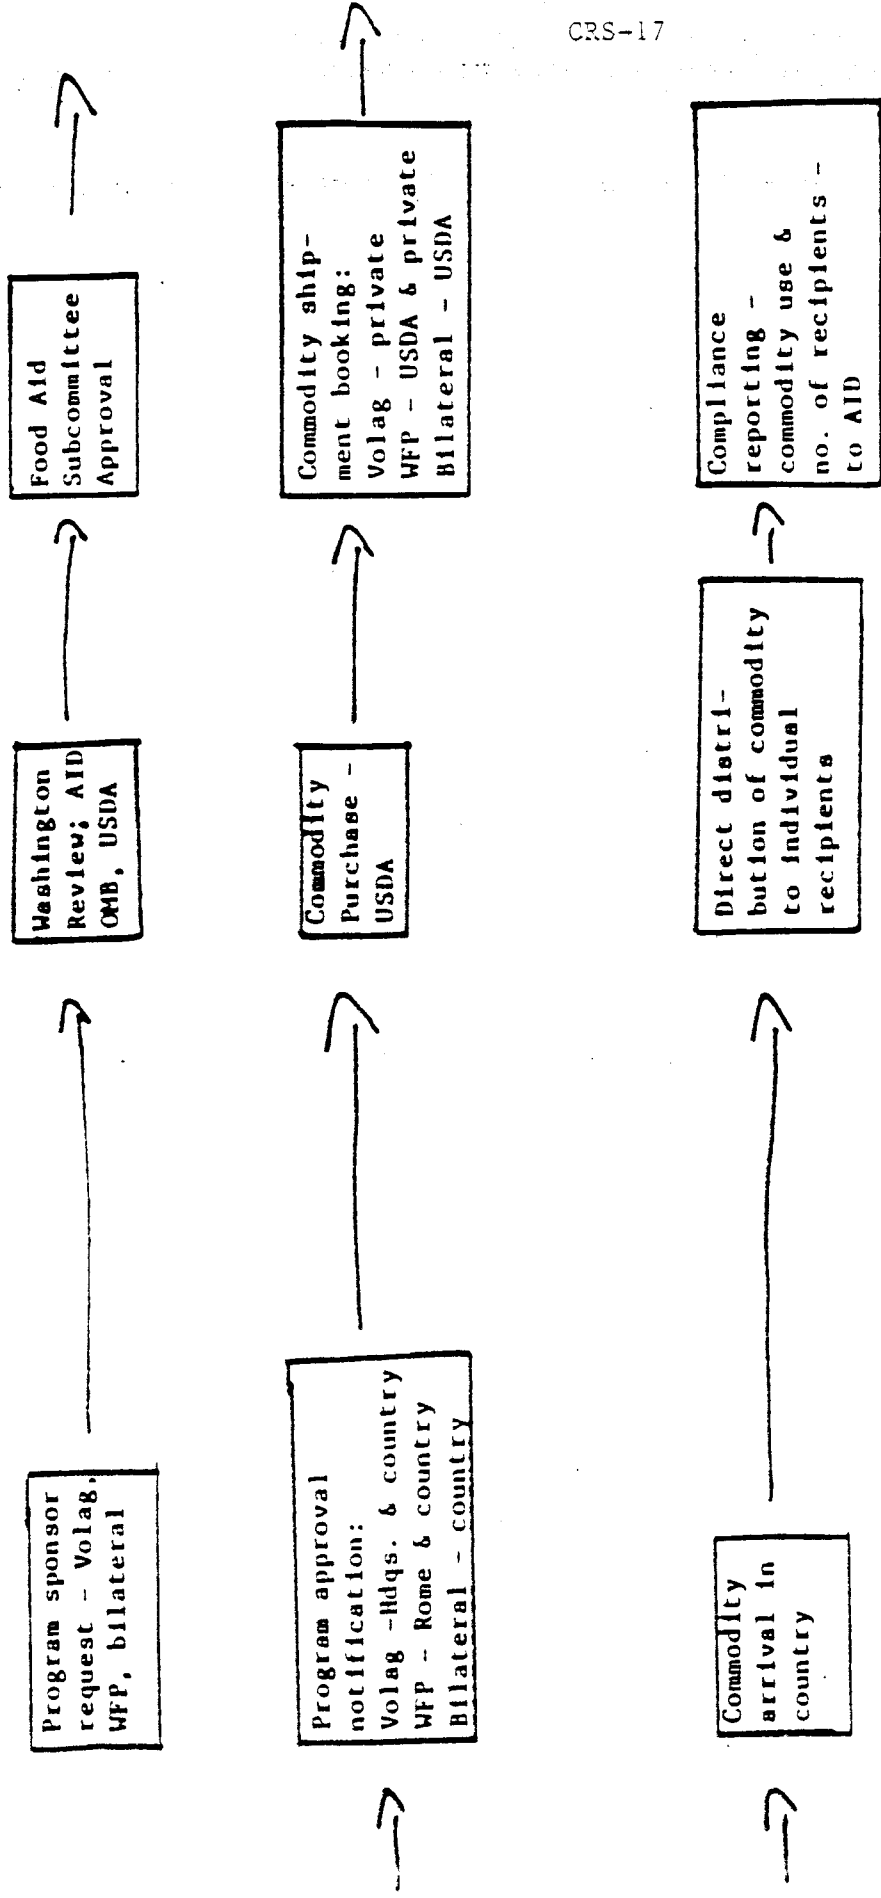 CRS-17
Program sponsor
request - Volag,
WFP, bilateral
Washington
Review; AID
OMB, USDA
Food Aid
Subcommittee
Approval
Program approval
notification:
Volag -Hdqs. & country
WFP - Rome & country
Bilateral - country
Commodity
Purchase -
USDA
Commodity ship-
ment booking:
Volag - private
WFP - USDA & private
Bilateral - USDA
Commodity
arrival in
country
Direct distri-
bution of commodity
to individual
recipients
Compliance
reporting -
commodity use &
no. of recipients -
to AID